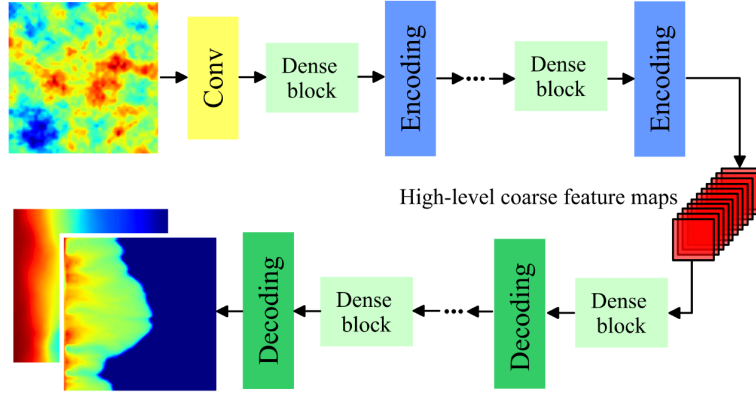 Conv
Dense
block
Encoding
Dense
block
Encoding
High-level coarse feature maps
Decoding
Dense
block
Decoding
Dense
block